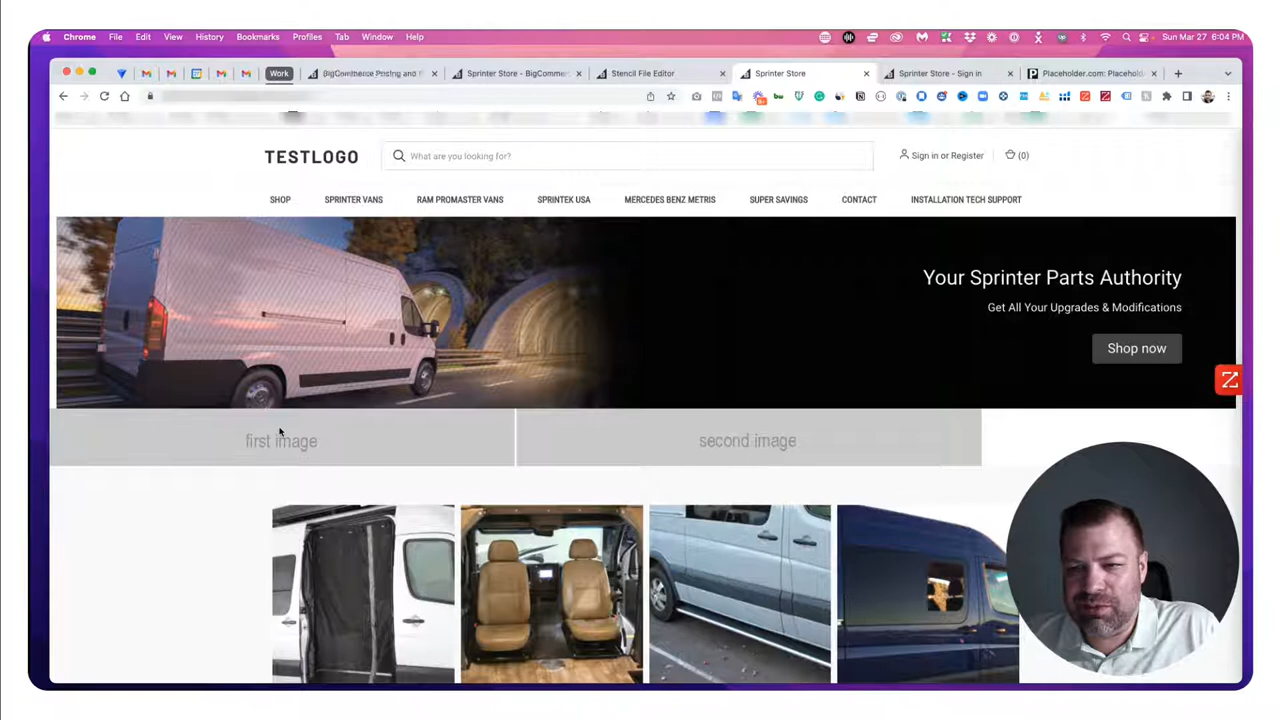 Chrome File Edit View History Bookmarks Profiles Tab Window Help Sun Mar 27 6:04 PM
Work BigCommerce Pricing and P Sprinter Store - BigCommer Stencil File Editor Sprinter Store Sprinter Store - Sign in Placeholder.com: Placehold
TESTLOGO What are you looking for? Sign in or Register (0)
SHOP SPRINTER VANS RAM PROMASTER VANS SPRINTEK USA MERCEDES BENZ METRIS SUPER SAVINGS CONTACT INSTALLATION TECH SUPPORT
Your Sprinter Parts Authority
Get All Your Upgrades & Modifications
Shop now
first image second image